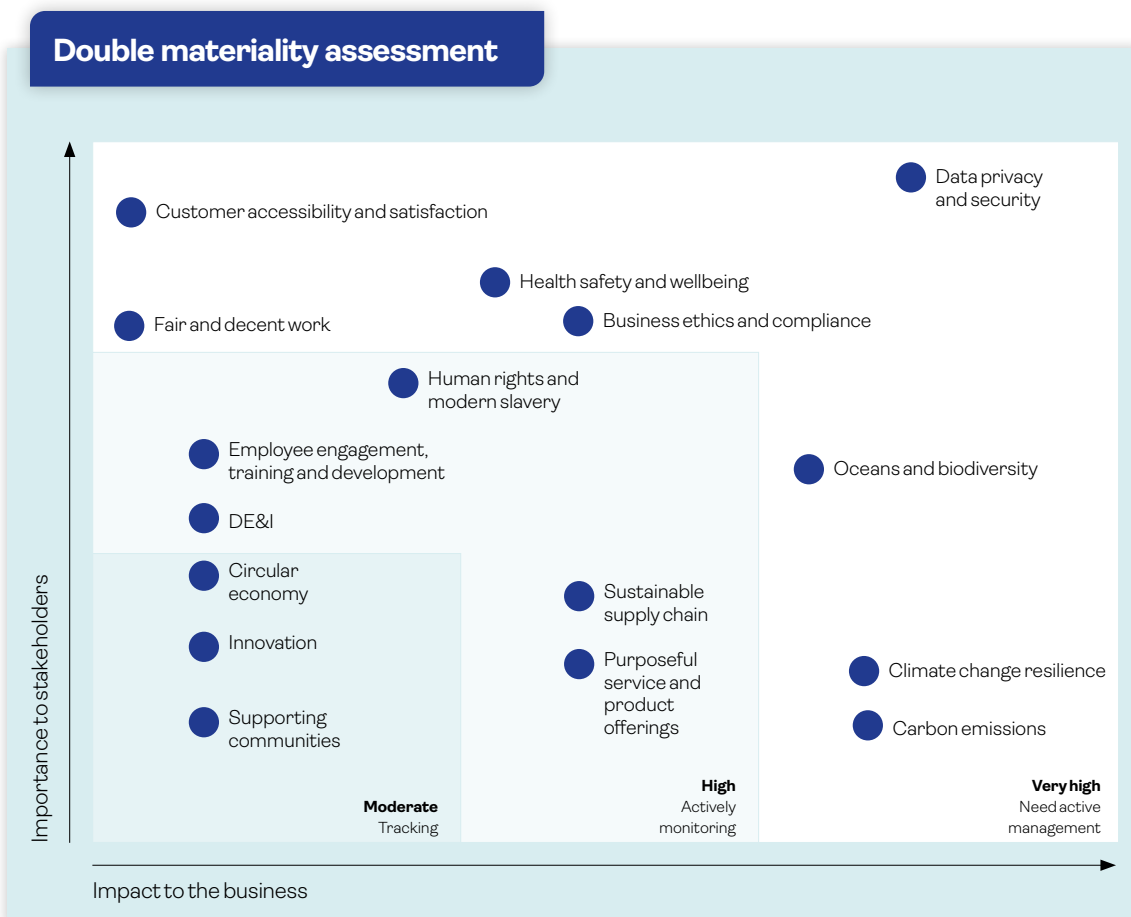 Double materiality assessment
Data privacy
and security
Customer accessibility and satisfaction
Health safety and wellbeing
Business ethics and compliance
Fair and decent work
Human rights and
modern slavery
Employee engagement,
training and development
Oceans and biodiversity
DE&I
Circular
economy
Sustainable
supply chain
Innovation
Purposeful
service and
product
offerings
Climate change resilience
Supporting
communities
Carbon emissions
Moderate
Tracking
High
Actively
monitoring
Very high
Need active
management
Importance to stakeholders
Impact to the business